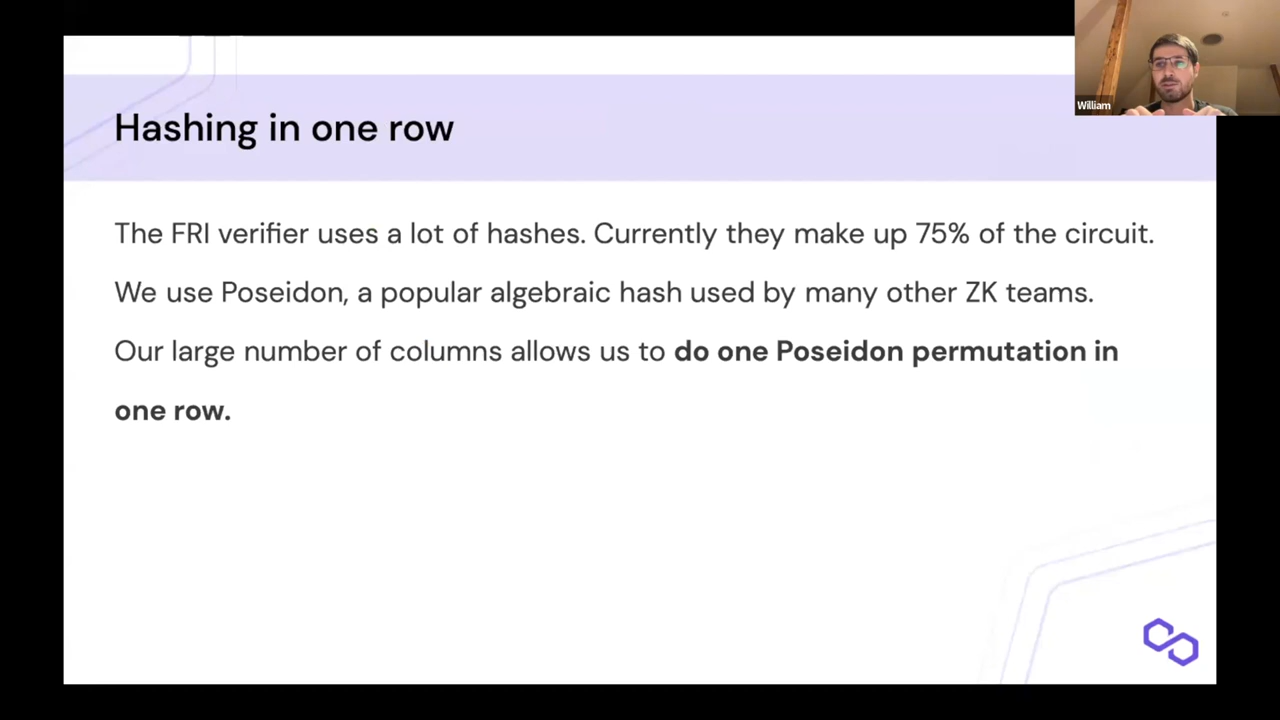 William
Hashing in one row
The FRI verifier uses a lot of hashes. Currently they make up 75% of the circuit.
We use Poseidon, a popular algebraic hash used by many other ZK teams.
Our large number of columns allows us to do one Poseidon permutation in
one row.